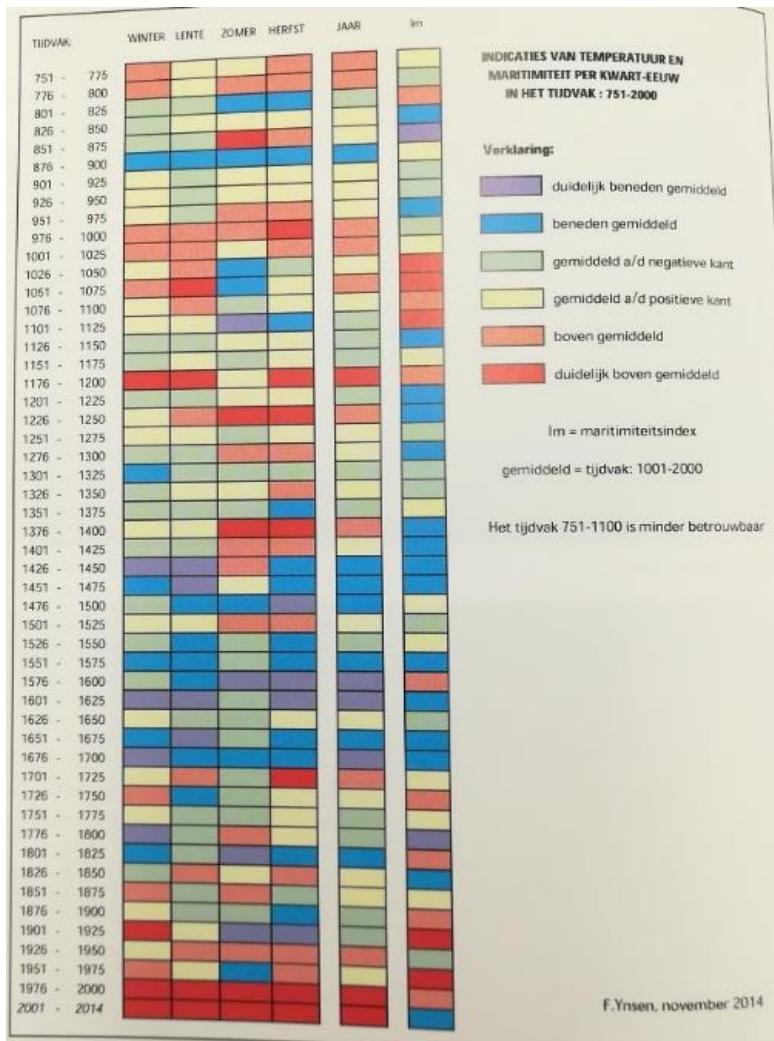 TIJDVAK: WINTER LENTE ZOMER HERFST JAAR Im
751 - 775
776 - 800
801 - 825
826 - 850
851 - 875
876 - 900
901 - 925
926 - 950
951 - 975
976 - 1000
1001 - 1025
1026 - 1050
1051 - 1075
1076 - 1100
1101 - 1125
1126 - 1150
1151 - 1175
1176 - 1200
1201 - 1225
1226 - 1250
1251 - 1275
1276 - 1300
1301 - 1325
1326 - 1350
1351 - 1375
1376 - 1400
1401 - 1425
1426 - 1450
1451 - 1475
1476 - 1500
1501 - 1525
1526 - 1550
1551 - 1575
1576 - 1600
1601 - 1625
1626 - 1650
1651 - 1675
1676 - 1700
1701 - 1725
1726 - 1750
1751 - 1775
1776 - 1800
1801 - 1825
1826 - 1850
1851 - 1875
1876 - 1900
1901 - 1925
1926 - 1950
1951 - 1975
1976 - 2000
2001 - 2014
INDICATIES VAN TEMPERATUUR EN
MARITIMITEIT PER KWART-EEUW
IN HET TIJDVAK : 751-2000
Verklaring:
duidelijk beneden gemiddeld
beneden gemiddeld
gemiddeld a/d negatieve kant
gemiddeld a/d positieve kant
boven gemiddeld
duidelijk boven gemiddeld
Im = maritimiteitsindex
gemiddeld = tijdvak: 1001-2000
Het tijdvak 751-1100 is minder betrouwbaar
F.Ynsen, november 2014